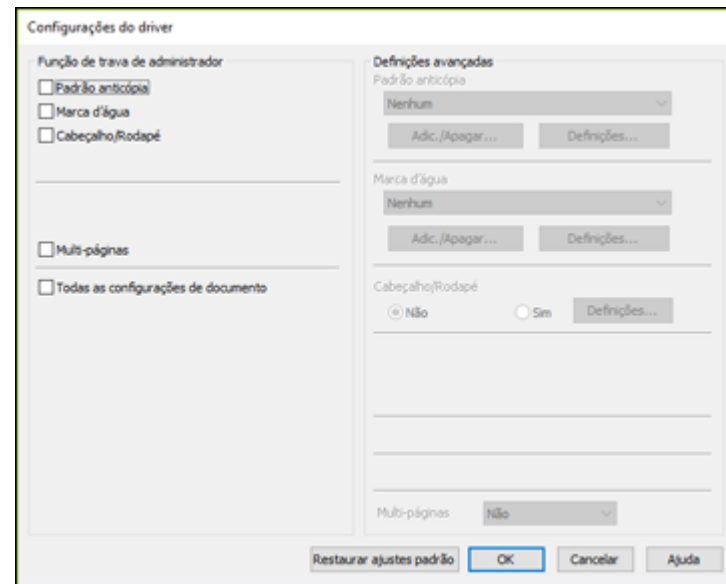 Configurações do driver
Função de trava de administrador
Padrão anticópia
Marca d'água
Cabeçalho/Rodapé
Multi-páginas
Todas as configurações de documento
Definições avançadas
Padrão anticópia
Nenhum
Adic./Apagar... Definições...
Marca d'água
Nenhum
Adic./Apagar... Definições...
Cabeçalho/Rodapé
Não Sim Definições...
Multi-páginas Não
Restaurar ajustes padrão OK Cancelar Ajuda